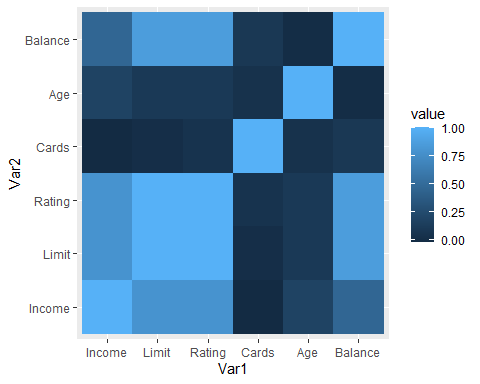 Balance
Age
Cards
Rating
Limit
Income
Var2
Income Limit Rating Cards Age Balance
Var1
value
1.00
0.75
0.50
0.25
0.00